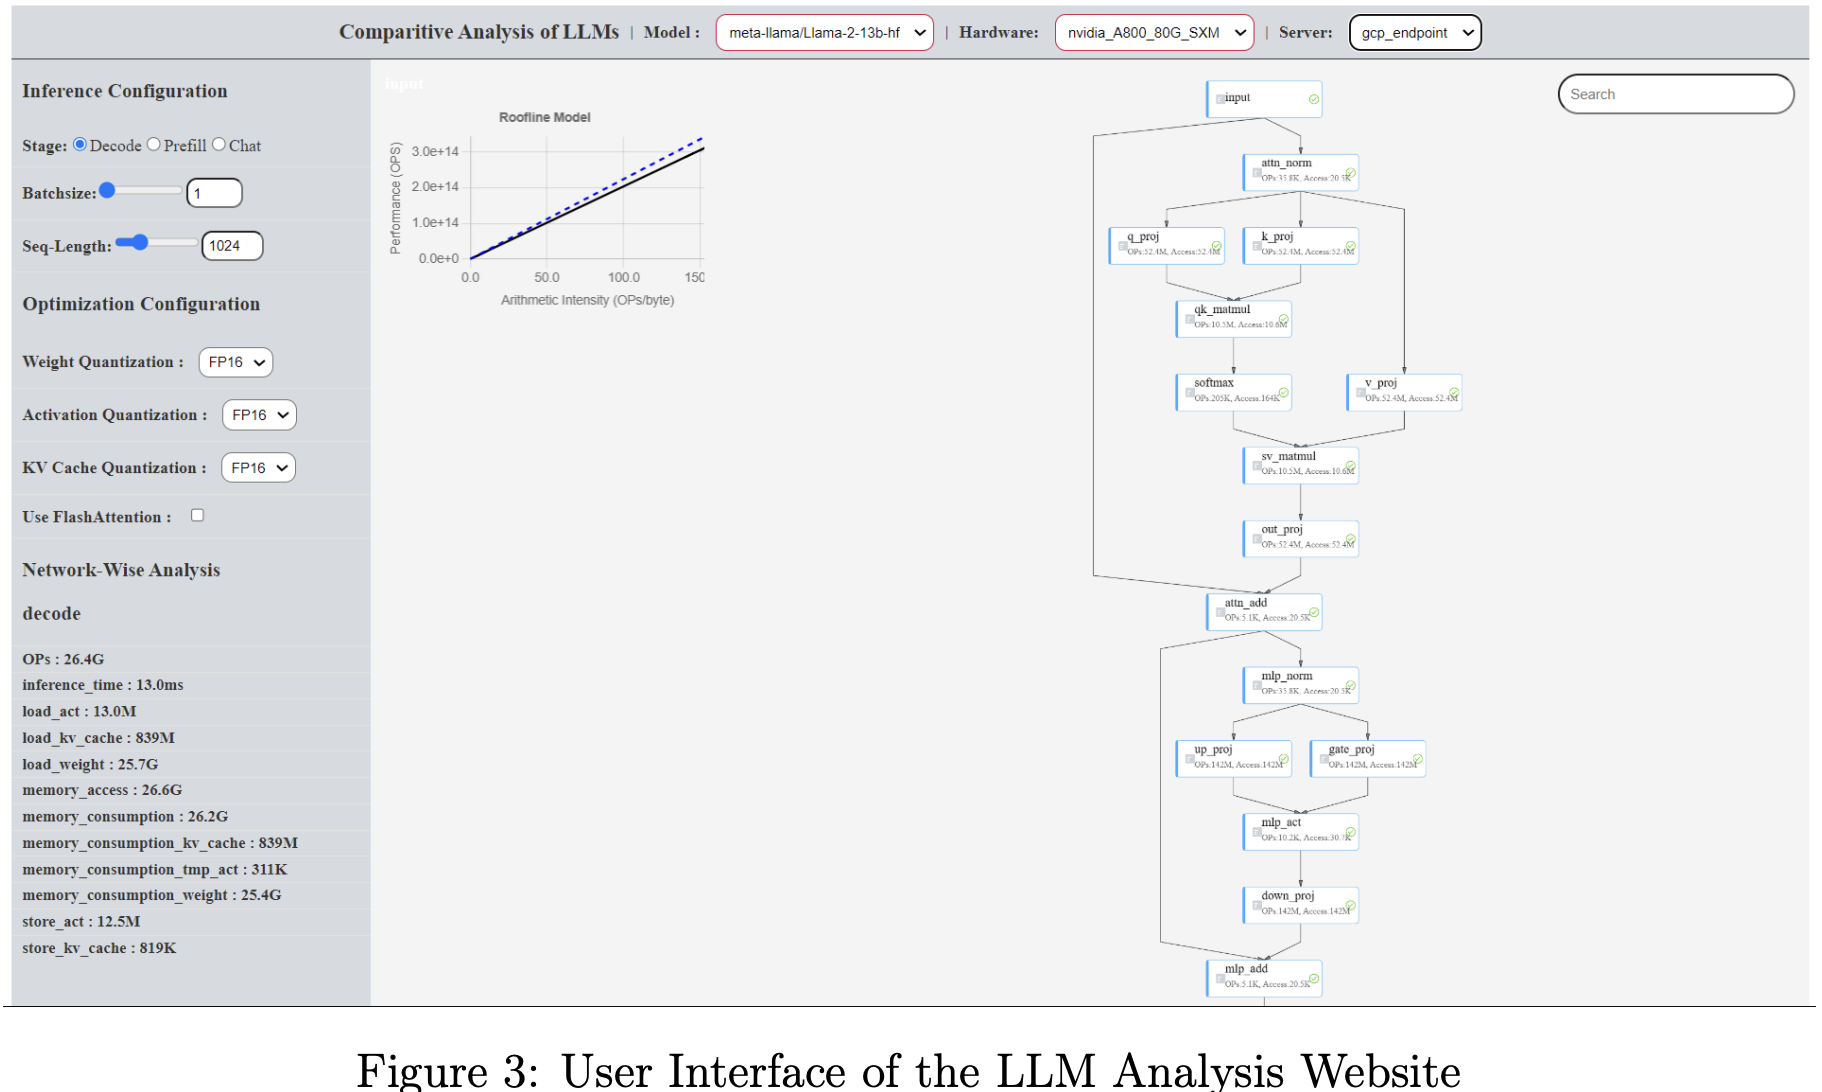 Comparitive Analysis of LLMs | Model : meta-llama/Llama-2-13b-hf | Hardware: nvidia_A800_80G_SXM | Server: gcp_endpoint
Inference Configuration
Stage: Decode Prefill Chat
Batchsize: 1
Seq-Length: 1024
Optimization Configuration
Weight Quantization : FP16
Activation Quantization : FP16
KV Cache Quantization : FP16
Use FlashAttention :
Network-Wise Analysis
decode
OPs : 26.4G
inference_time : 13.0ms
load_act : 13.0M
load_kv_cache : 839M
load_weight : 25.7G
memory_access : 26.6G
memory_consumption : 26.2G
memory_consumption_kv_cache : 839M
memory_consumption_tmp_act : 311K
memory_consumption_weight : 25.4G
store_act : 12.5M
store_kv_cache : 819K
input
Roofline Model
Performance (OPS)
3.0e+14
2.0e+14
1.0e+14
0.0e+0
0.0 50.0 100.0 150
Arithmetic Intensity (OPs/byte)
Search
input
attn_norm
OPs:35.8K, Access:20.5K
q_proj
OPs:52.4M, Access:52.4M
k_proj
OPs:52.4M, Access:52.4M
qk_matmul
OPs:10.5M, Access:10.6M
softmax
OPs:205K, Access:164K
v_proj
OPs:52.4M, Access:52.4M
sv_matmul
OPs:10.5M, Access:10.6M
out_proj
OPs:52.4M, Access:52.4M
attn_add
OPs:5.1K, Access:20.5K
mlp_norm
OPs:35.8K, Access:20.5K
up_proj
OPs:142M, Access:142M
gate_proj
OPs:142M, Access:142M
mlp_act
OPs:10.2K, Access:30.7K
down_proj
OPs:142M, Access:142M
mlp_add
OPs:5.1K, Access:20.5K
Figure 3: User Interface of the LLM Analysis Website